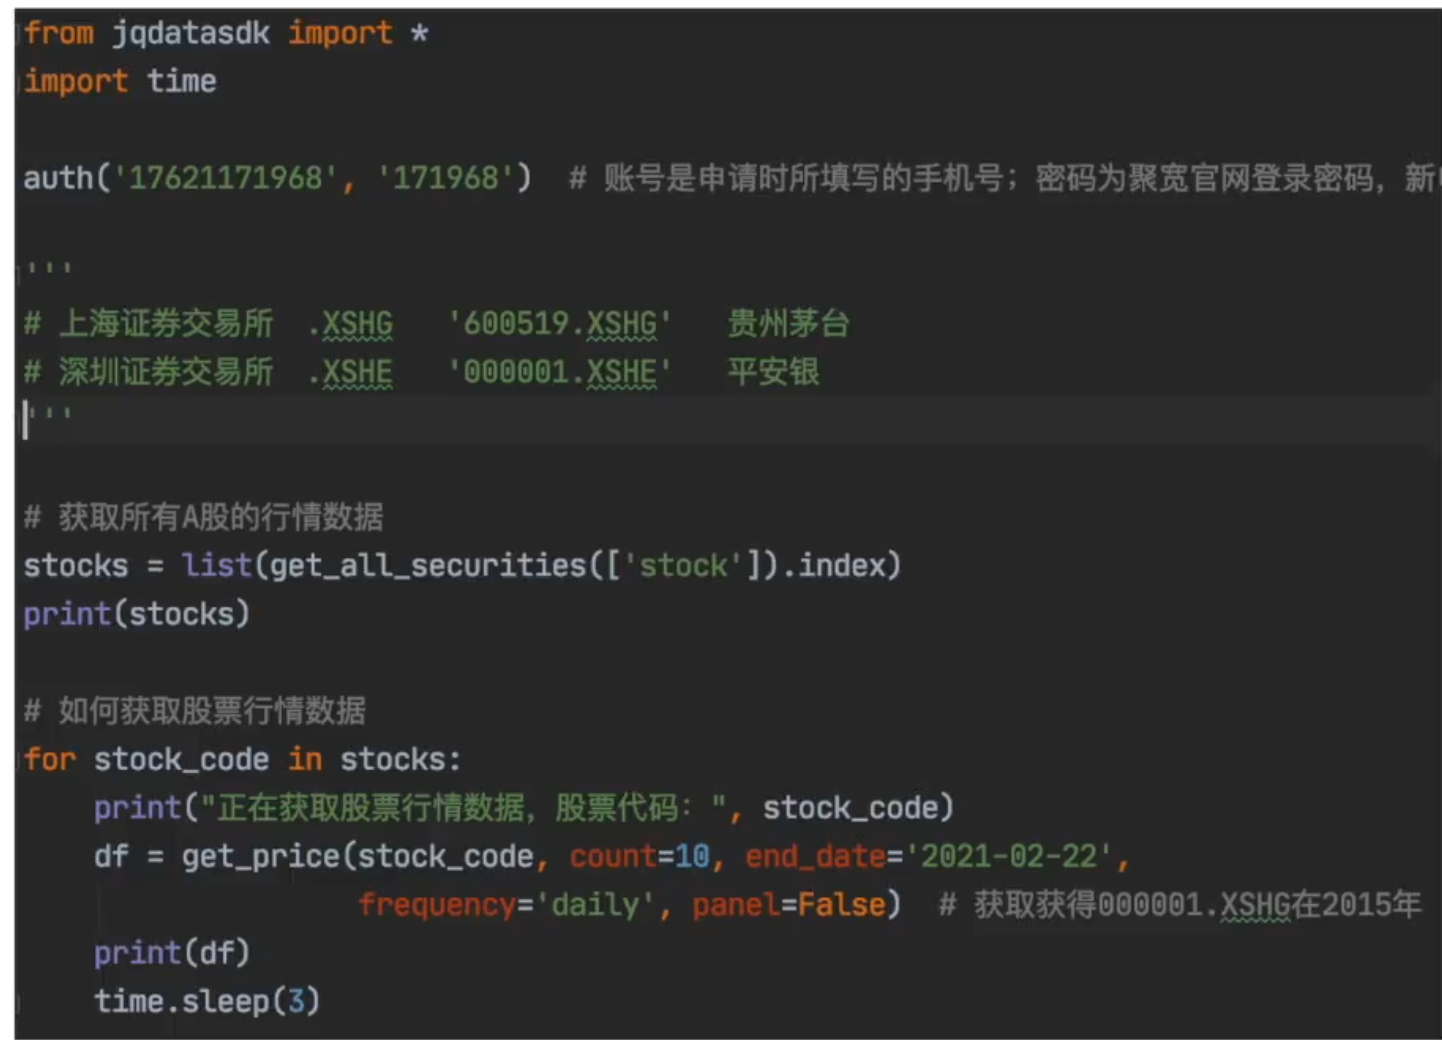 from jqdatasdk import *
import time
auth('17621171968', '171968')  # 账号是申请时所填写的手机号；密码为聚宽官网登录密码，新
'''
# 上海证券交易所  .XSHG   '600519.XSHG'   贵州茅台
# 深圳证券交易所  .XSHE   '000001.XSHE'   平安银
'''
# 获取所有A股的行情数据
stocks = list(get_all_securities(['stock']).index)
print(stocks)
# 如何获取股票行情数据
for stock_code in stocks:
    print("正在获取股票行情数据，股票代码：", stock_code)
    df = get_price(stock_code, count=10, end_date='2021-02-22',
                   frequency='daily', panel=False)  # 获取获得000001.XSHG在2015年
    print(df)
    time.sleep(3)